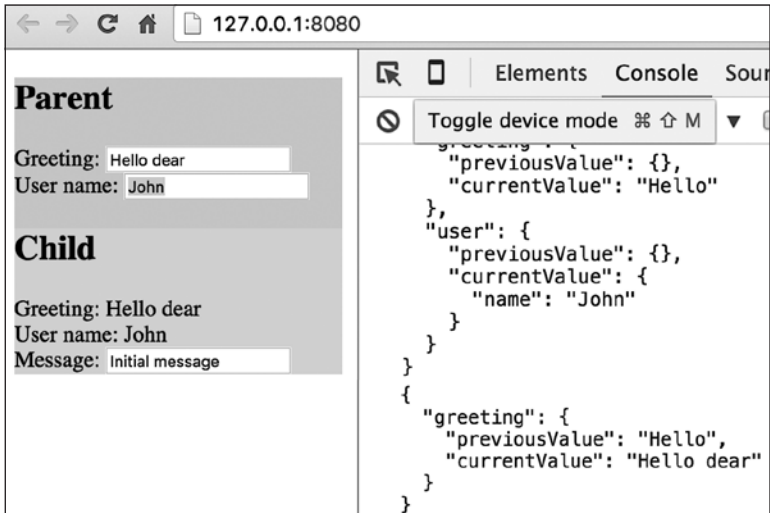 127.0.0.1:8080
Parent
Greeting: Hello dear
User name: John
Child
Greeting: Hello dear
User name: John
Message: Initial message
Elements Console Sour
Toggle device mode ⌘ ⇧ M ▼
"greeting": {
"previousValue": {},
"currentValue": "Hello"
},
"user": {
"previousValue": {},
"currentValue": {
"name": "John"
}
}
}
{
"greeting": {
"previousValue": "Hello",
"currentValue": "Hello dear"
}
}